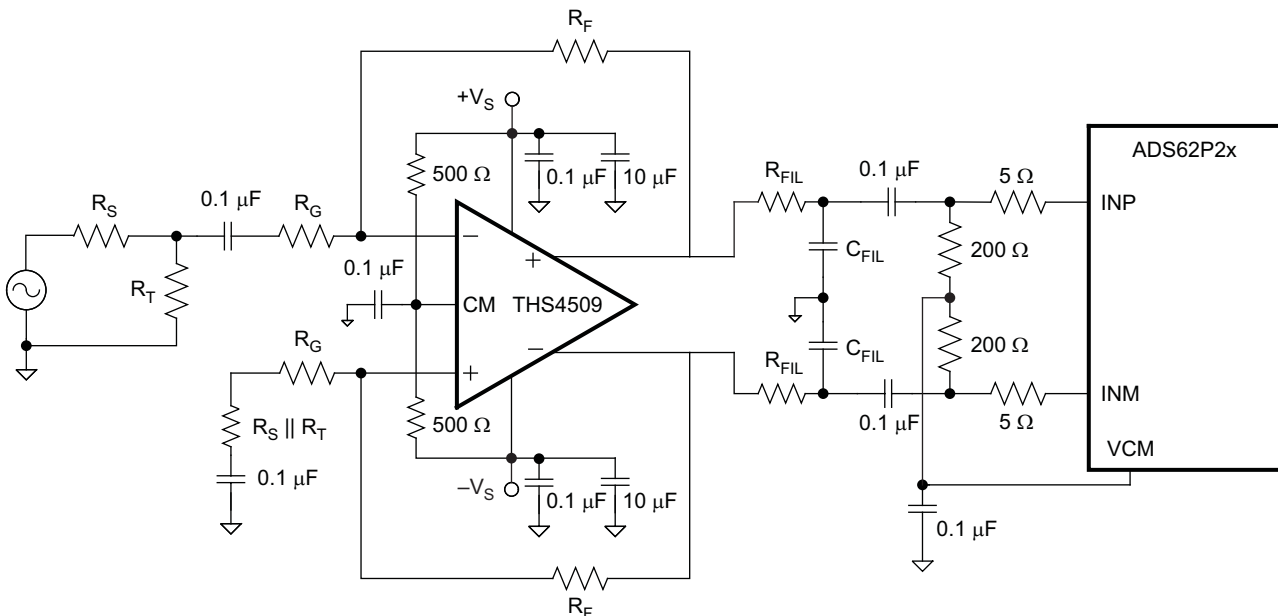 R_F
+V_S
ADS62P2x
500 Ω
0.1 μF
10 μF
R_FIL
0.1 μF
5 Ω
R_S
0.1 μF
R_G
INP
−
+
200 Ω
C_FIL
0.1 μF
R_T
CM
THS4509
R_G
−
200 Ω
+
C_FIL
R_FIL
INM
500 Ω
0.1 μF
5 Ω
R_S || R_T
VCM
0.1 μF
–V_S
0.1 μF
10 μF
0.1 μF
R_F